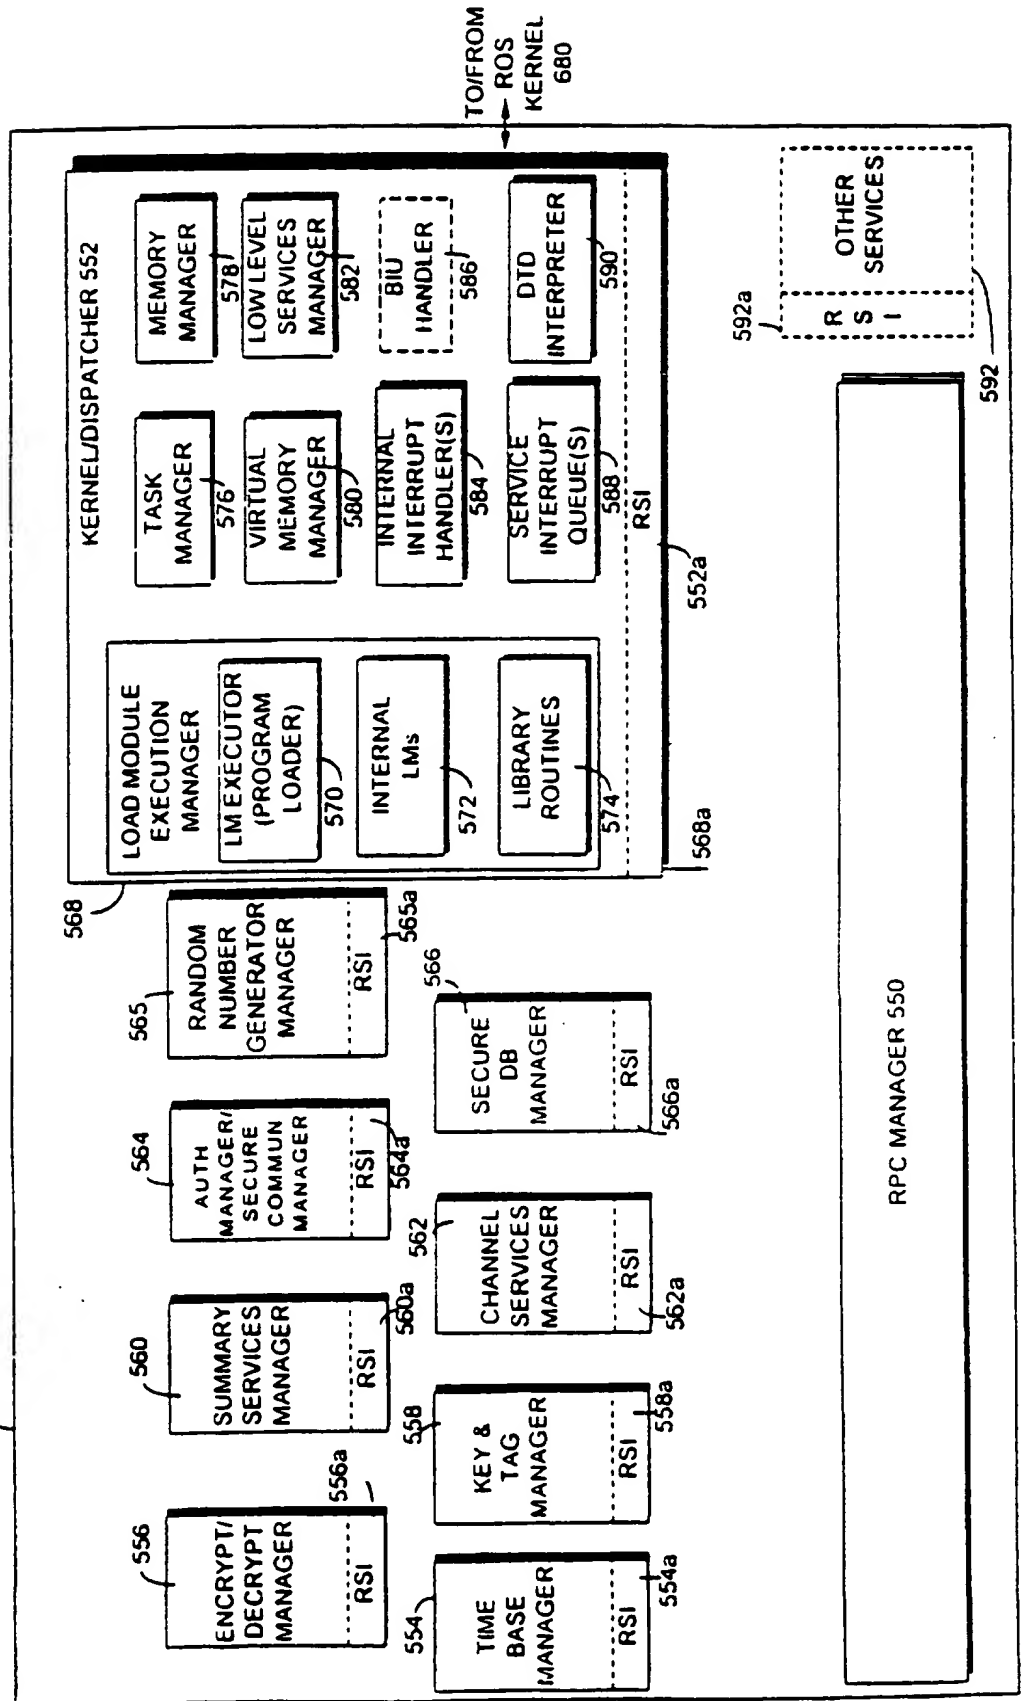 KERNEL/DISPATCHER 552
568
LOAD MODULE
EXECUTION
MANAGER
LM EXECUTOR
(PROGRAM
LOADER)
570
INTERNAL
LMs
572
LIBRARY
ROUTINES
574
568a
TASK
MANAGER
576
MEMORY
MANAGER
578
VIRTUAL
MEMORY
MANAGER
580
LOW LEVEL
SERVICES
MANAGER
582
INTERNAL
INTERRUPT
HANDLER(S)
584
BIU
HANDLER
586
SERVICE
INTERRUPT
QUEUE(S)
588
DTD
INTERPRETER
590
RSI
552a
TO/FROM
ROS
KERNEL
680
556
ENCRYPT/
DECRYPT
MANAGER
RSI
556a
560
SUMMARY
SERVICES
MANAGER
RSI
560a
564
AUTH
MANAGER/
SECURE
COMMUN
MANAGER
RSI
564a
565
RANDOM
NUMBER
GENERATOR
MANAGER
RSI
565a
554
TIME
BASE
MANAGER
RSI
554a
558
KEY &
TAG
MANAGER
RSI
558a
562
CHANNEL
SERVICES
MANAGER
RSI
562a
566
SECURE
DB
MANAGER
RSI
566a
592a
R
S
I
OTHER
SERVICES
592
RPC MANAGER 550